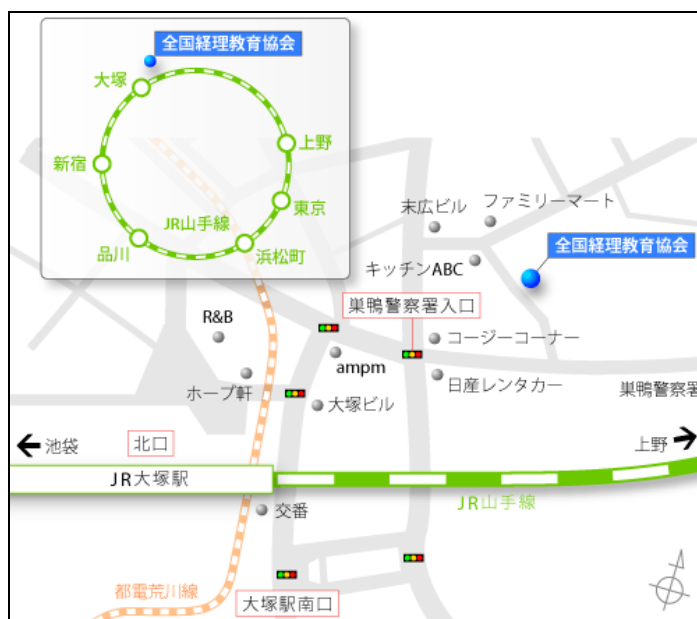 全国経理教育協会
大塚
上野
新宿
東京
JR山手線
品川
浜松町
末広ビル
ファミリーマート
全国経理教育協会
キッチンABC
巣鴨警察署入口
R&B
コージーコーナー
ampm
ホープ軒
日産レンタカー
巣鴨警察署
大塚ビル
池袋
北口
上野
JR大塚駅
JR山手線
交番
都電荒川線
大塚駅南口